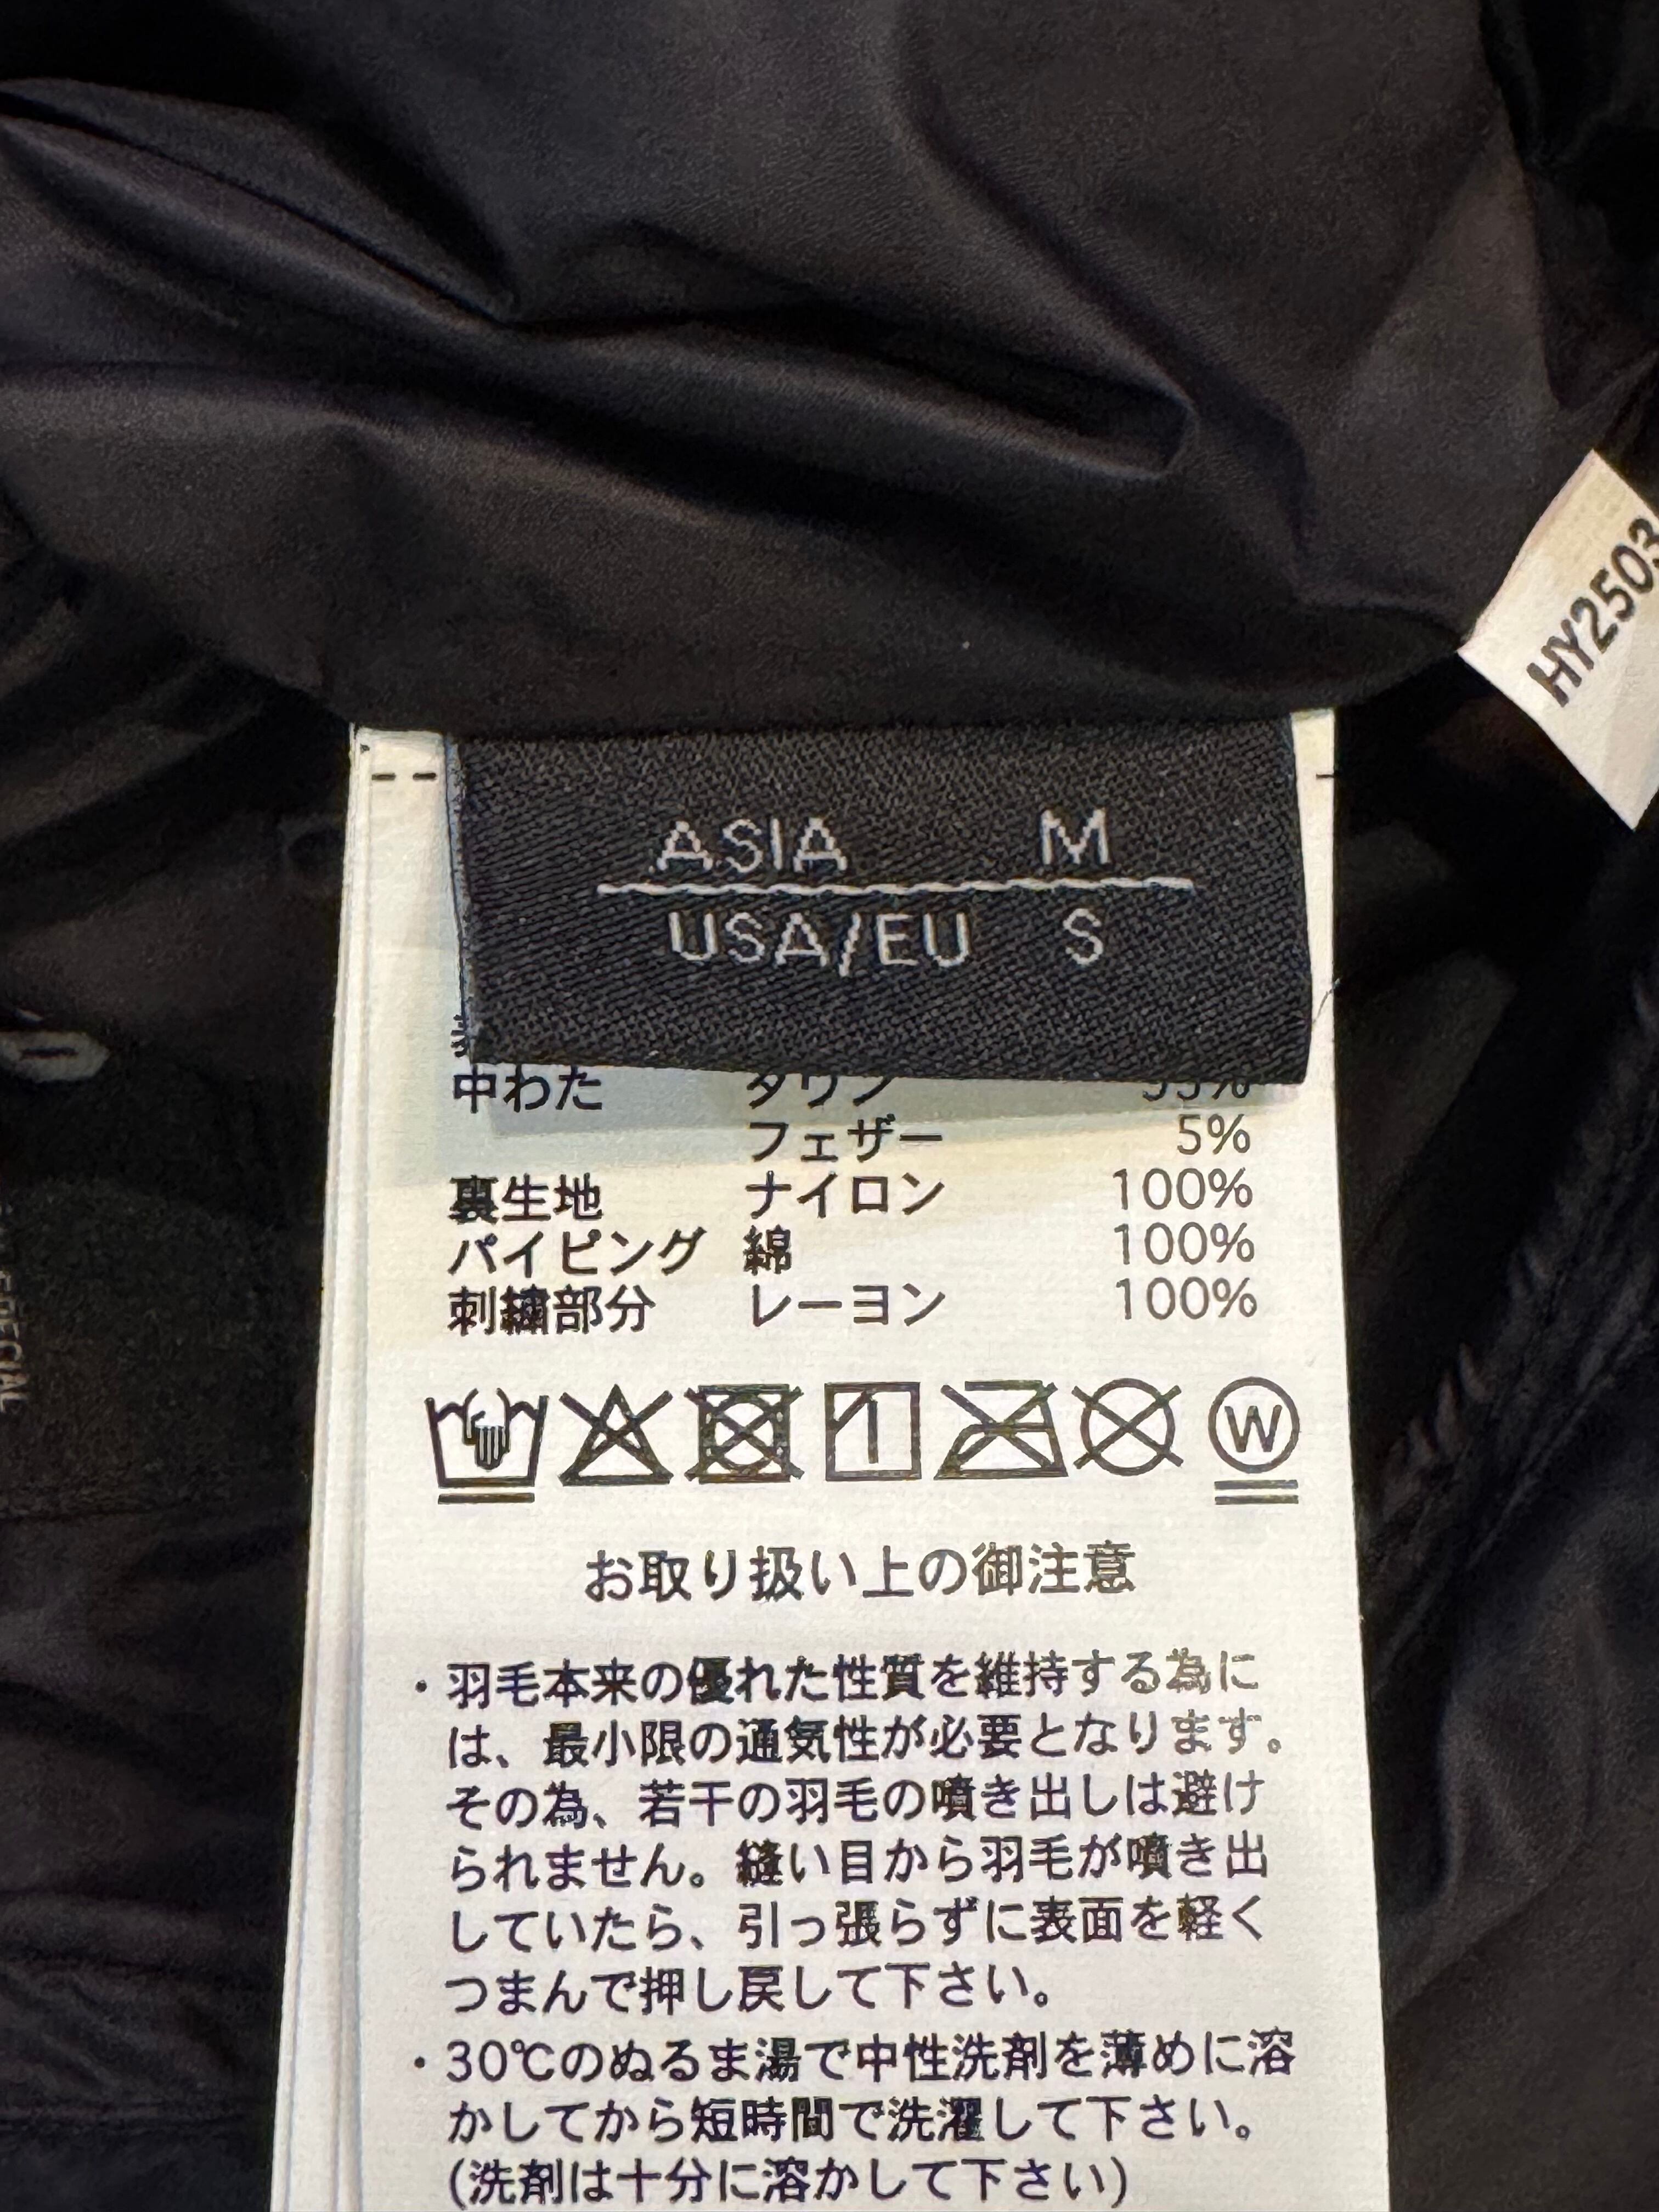 HY2503
ASIA M
USA/EU S
中わた ダウン
フェザー 5%
裏生地 ナイロン 100%
パイピング 綿 100%
刺繍部分 レーヨン 100%
W
お取り扱い上の御注意
・羽毛本来の優れた性質を維持する為に
は、最小限の通気性が必要となります。
その為、若干の羽毛の噴き出しは避け
られません。縫い目から羽毛が噴き出
していたら、引っ張らずに表面を軽く
つまんで押し戻して下さい。
・30℃のぬるま湯で中性洗剤を薄めに溶
かしてから短時間で洗濯して下さい。
(洗剤は十分に溶かして下さい)